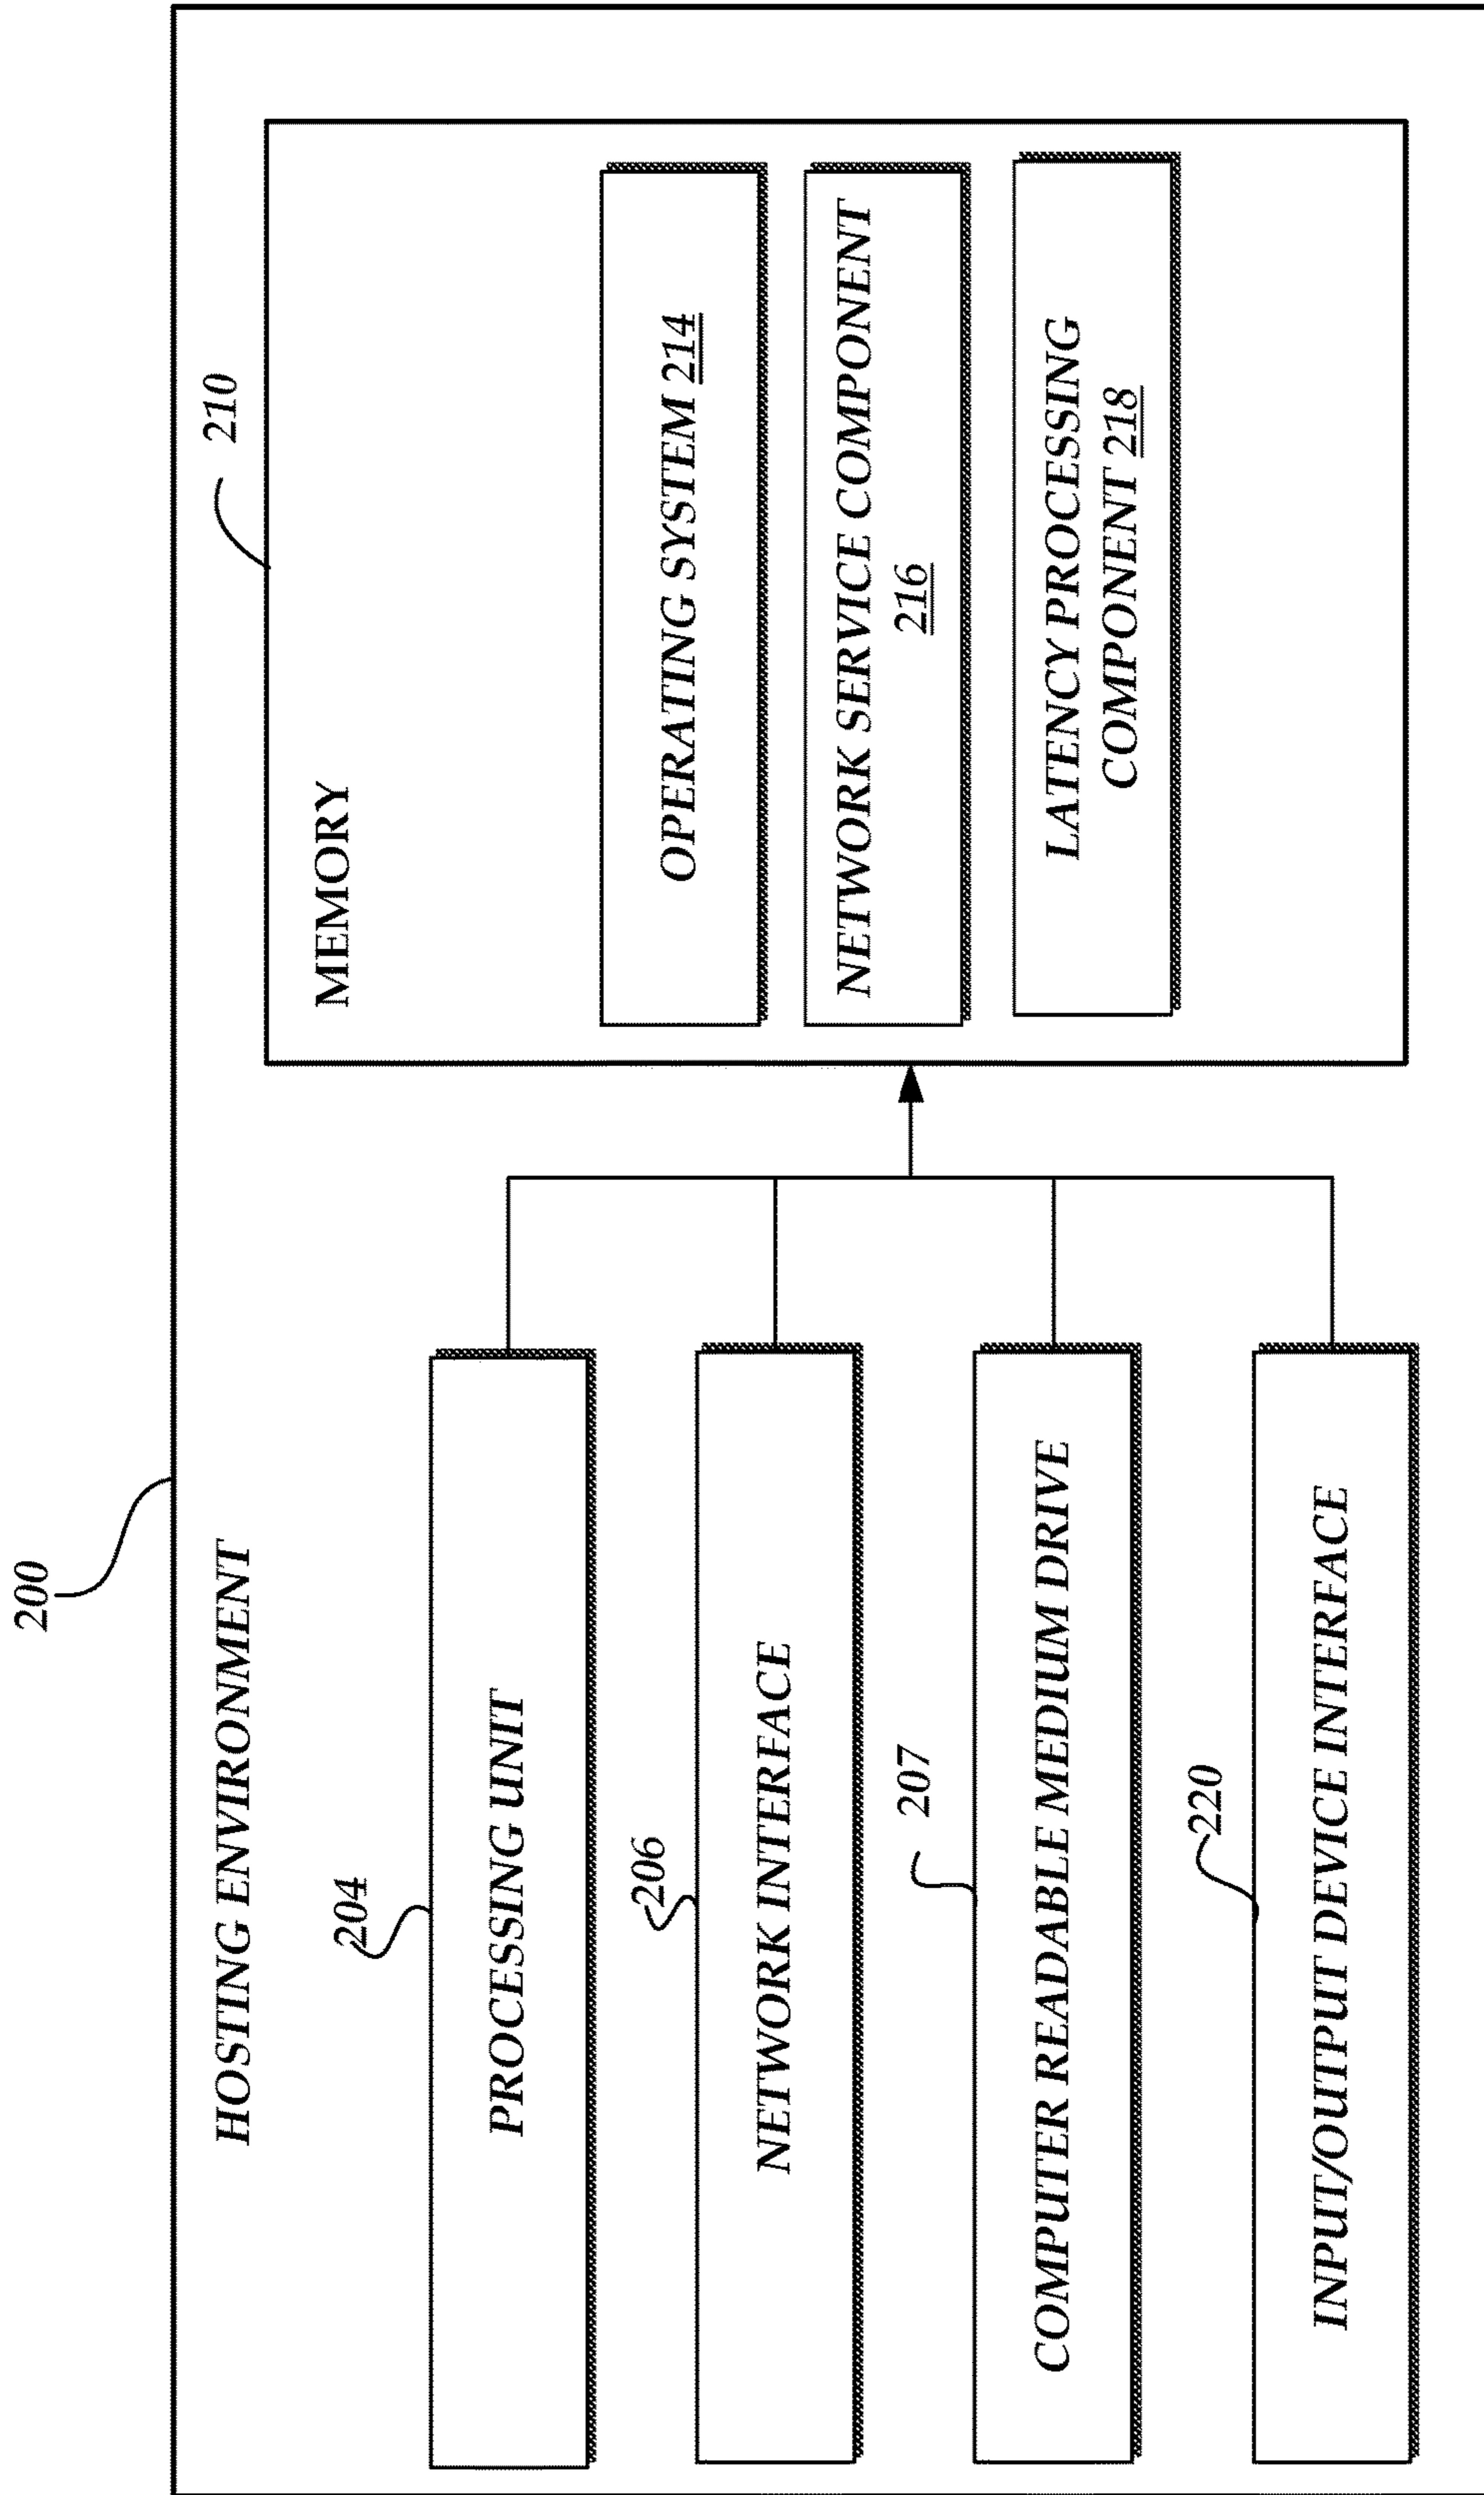 200
HOSTING ENVIRONMENT
204
PROCESSING UNIT
206
NETWORK INTERFACE
207
COMPUTER READABLE MEDIUM DRIVE
220
INPUT/OUTPUT DEVICE INTERFACE
210
MEMORY
OPERATING SYSTEM 214
NETWORK SERVICE COMPONENT
216
LATENCY PROCESSING
COMPONENT 218